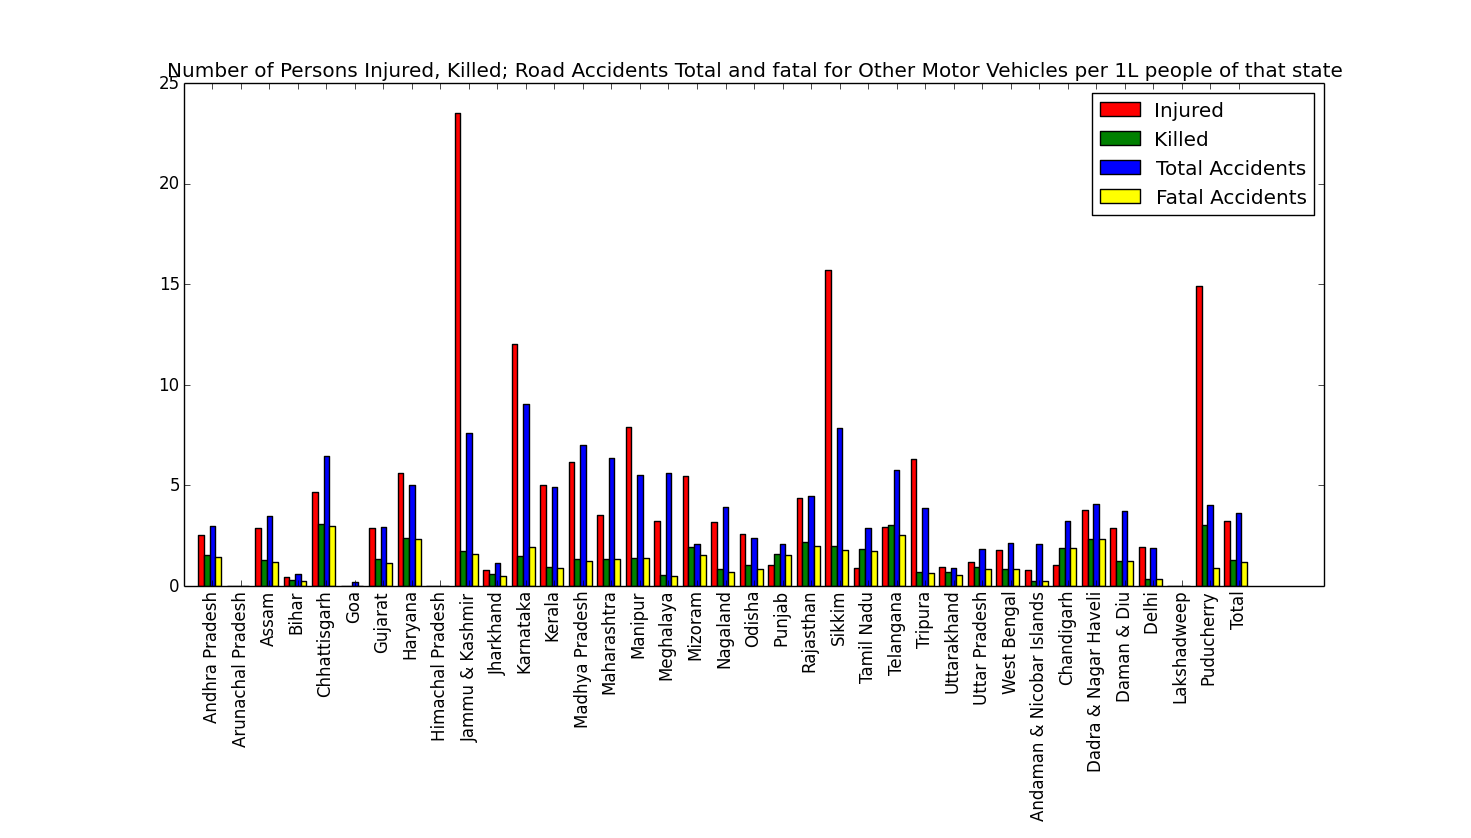 Number of Persons Injured, Killed; Road Accidents Total and fatal for Other Motor Vehicles per 1L people of that state
25
20
15
10
5
0
Injured
Killed
Total Accidents
Fatal Accidents
Andhra Pradesh
Arunachal Pradesh
Assam
Bihar
Chhattisgarh
Goa
Gujarat
Haryana
Himachal Pradesh
Jammu & Kashmir
Jharkhand
Karnataka
Kerala
Madhya Pradesh
Maharashtra
Manipur
Meghalaya
Mizoram
Nagaland
Odisha
Punjab
Rajasthan
Sikkim
Tamil Nadu
Telangana
Tripura
Uttarakhand
Uttar Pradesh
West Bengal
Andaman & Nicobar Islands
Chandigarh
Dadra & Nagar Haveli
Daman & Diu
Delhi
Lakshadweep
Puducherry
Total